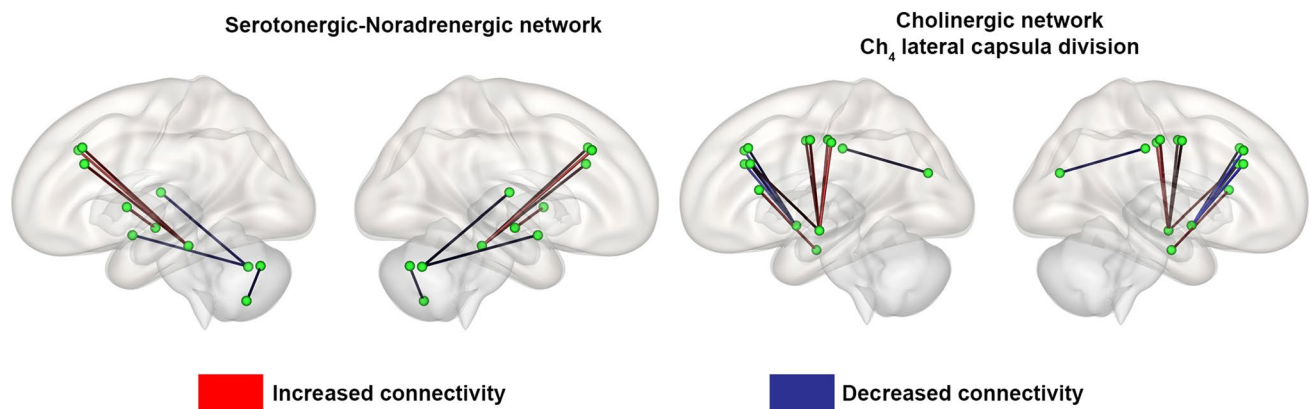 Serotonergic-Noradrenergic network
Cholinergic network
Ch₄ lateral capsula division
Increased connectivity
Decreased connectivity